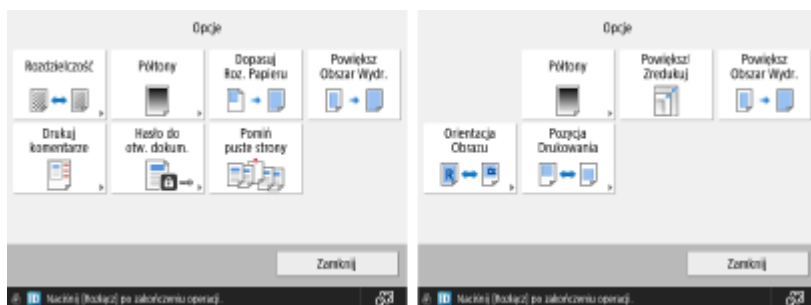 Opcje
Rozdzielczość
Półtony
Dopasuj
Roz. Papieru
Powiększ
Obszar Wydr.
Drukuj
komentarze
Hasło do
otw. dokum.
Pomiń
puste strony
Zamknij
ID Naciśnij [Rozłącz] po zakończeniu operacji.
Opcje
Półtony
Powiększ/
Zredukuj
Powiększ
Obszar Wydr.
Orientacja
Obrazu
Pozycja
Drukowania
R
Zamknij
ID Naciśnij [Rozłącz] po zakończeniu operacji.